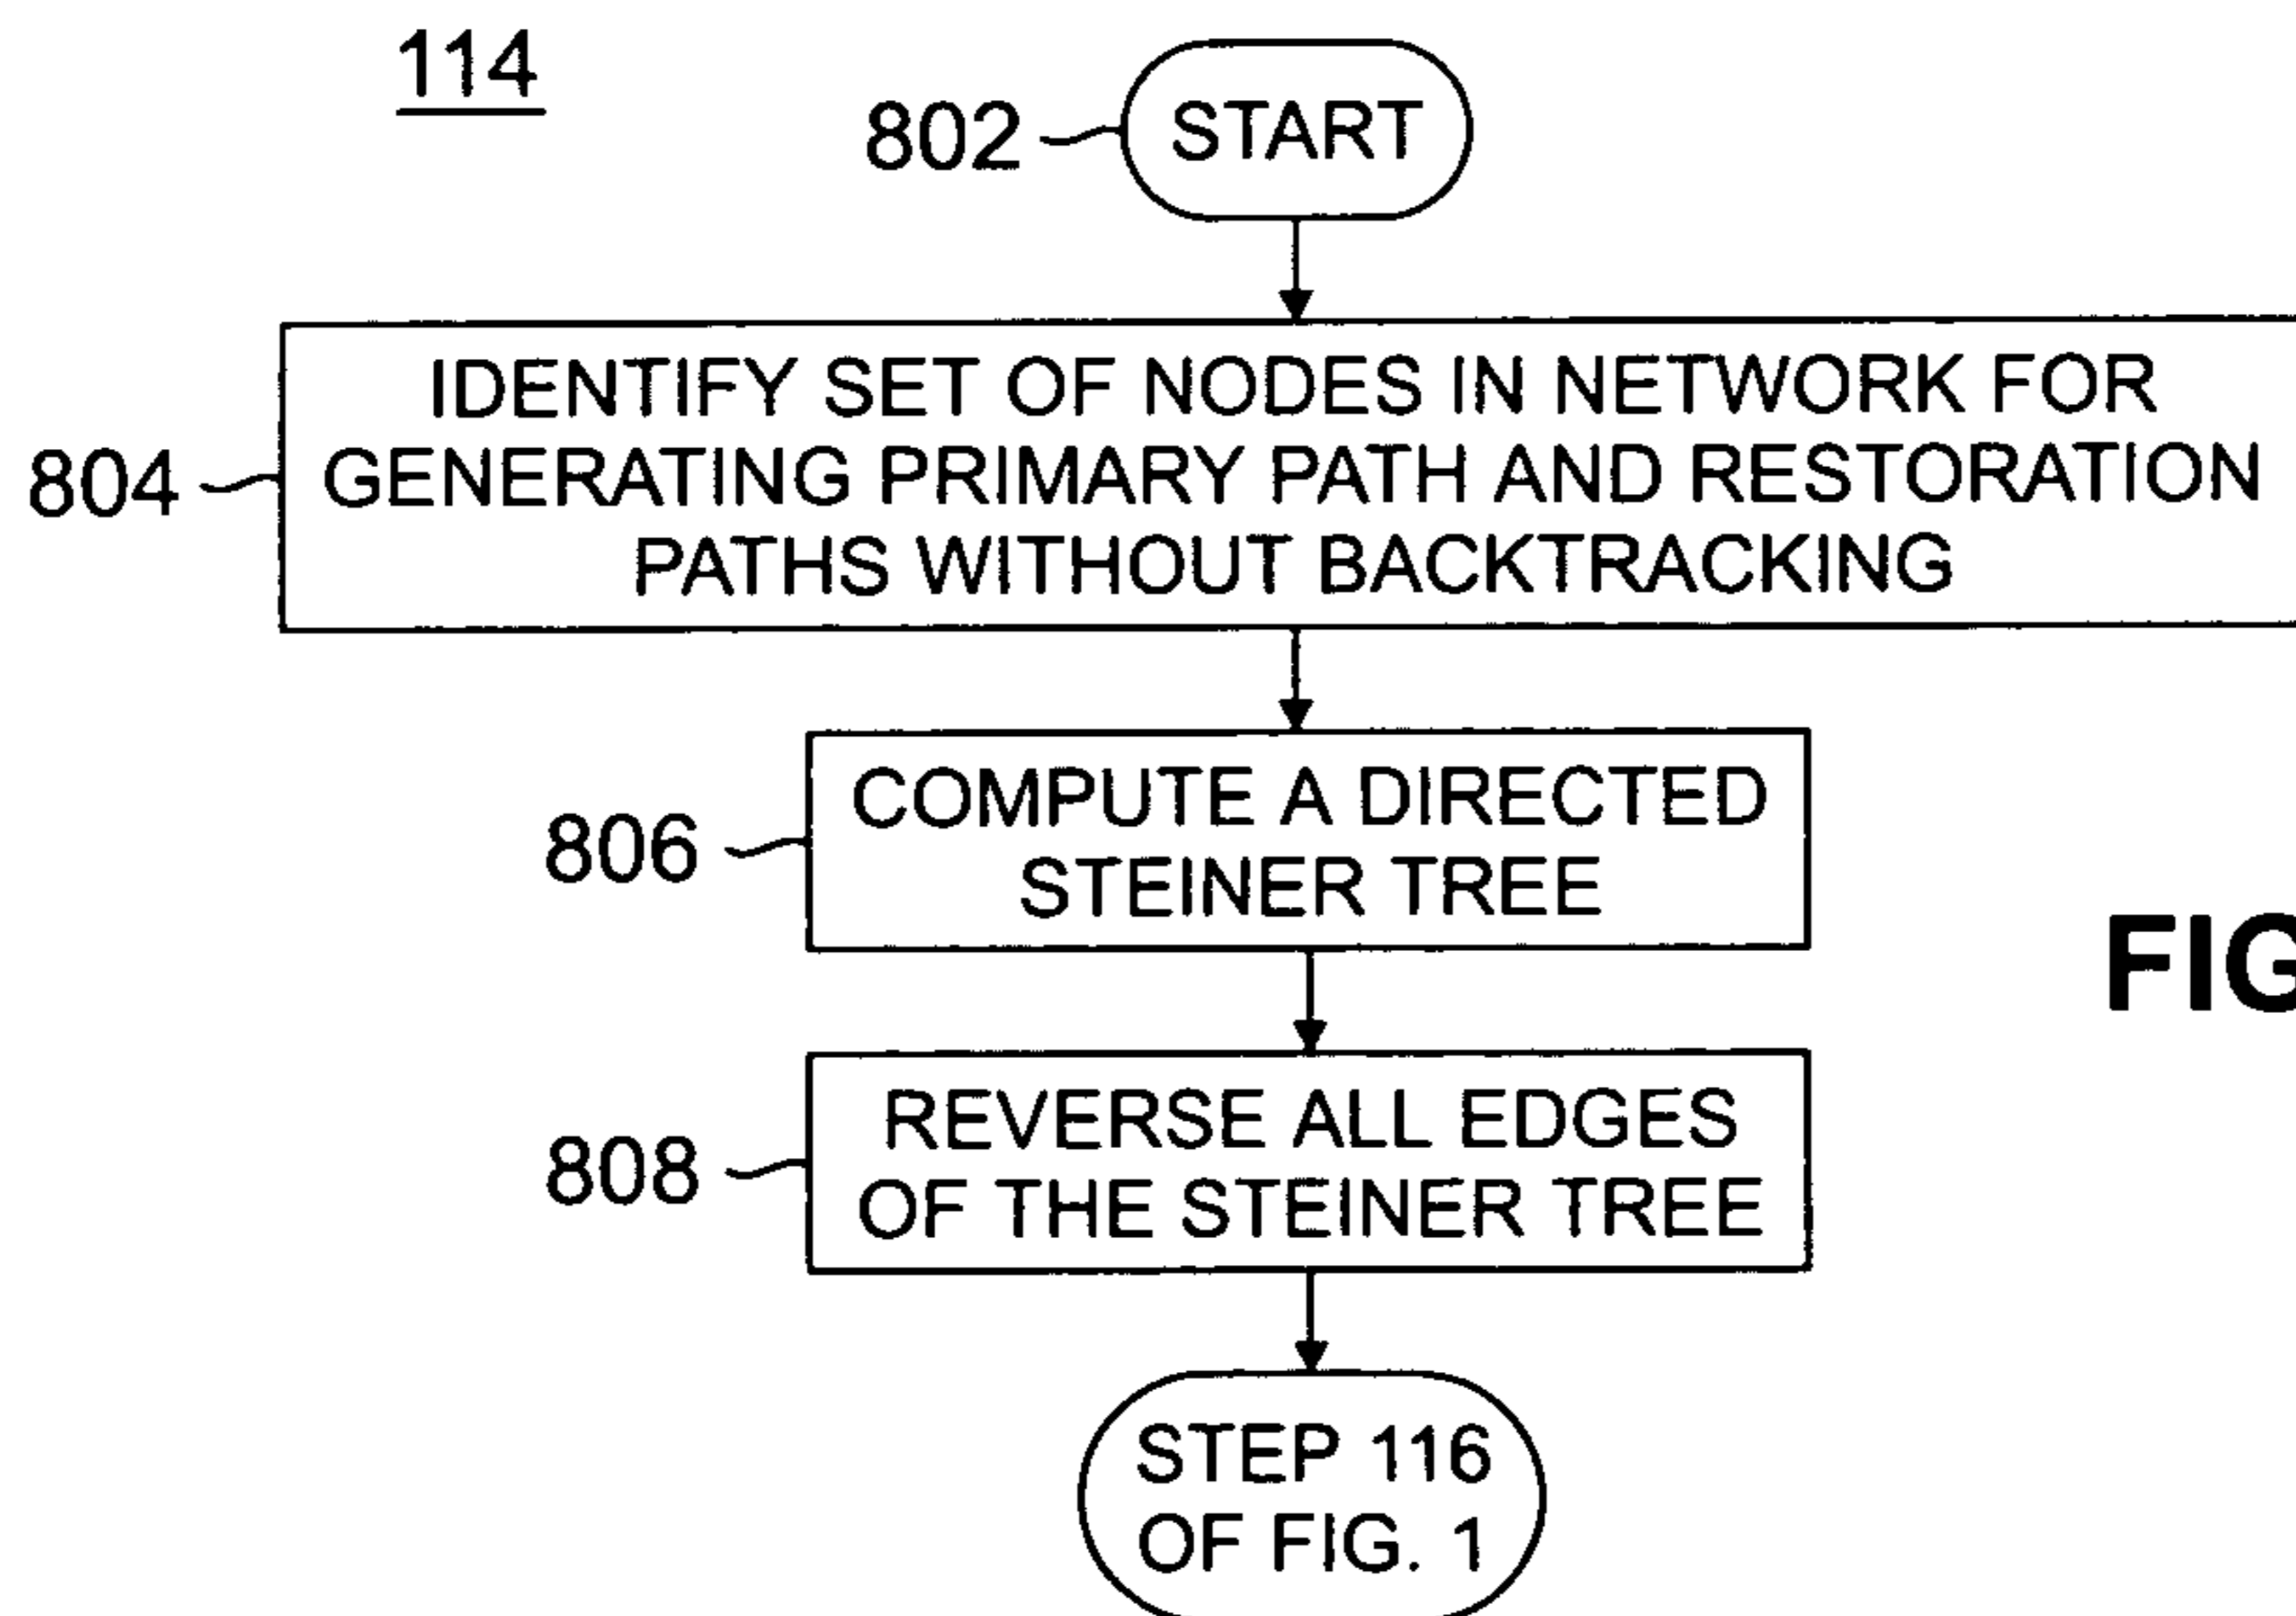 114
802
START
804
IDENTIFY SET OF NODES IN NETWORK FOR
GENERATING PRIMARY PATH AND RESTORATION
PATHS WITHOUT BACKTRACKING
806
COMPUTE A DIRECTED
STEINER TREE
FIG
808
REVERSE ALL EDGES
OF THE STEINER TREE
STEP 116
OF FIG. 1